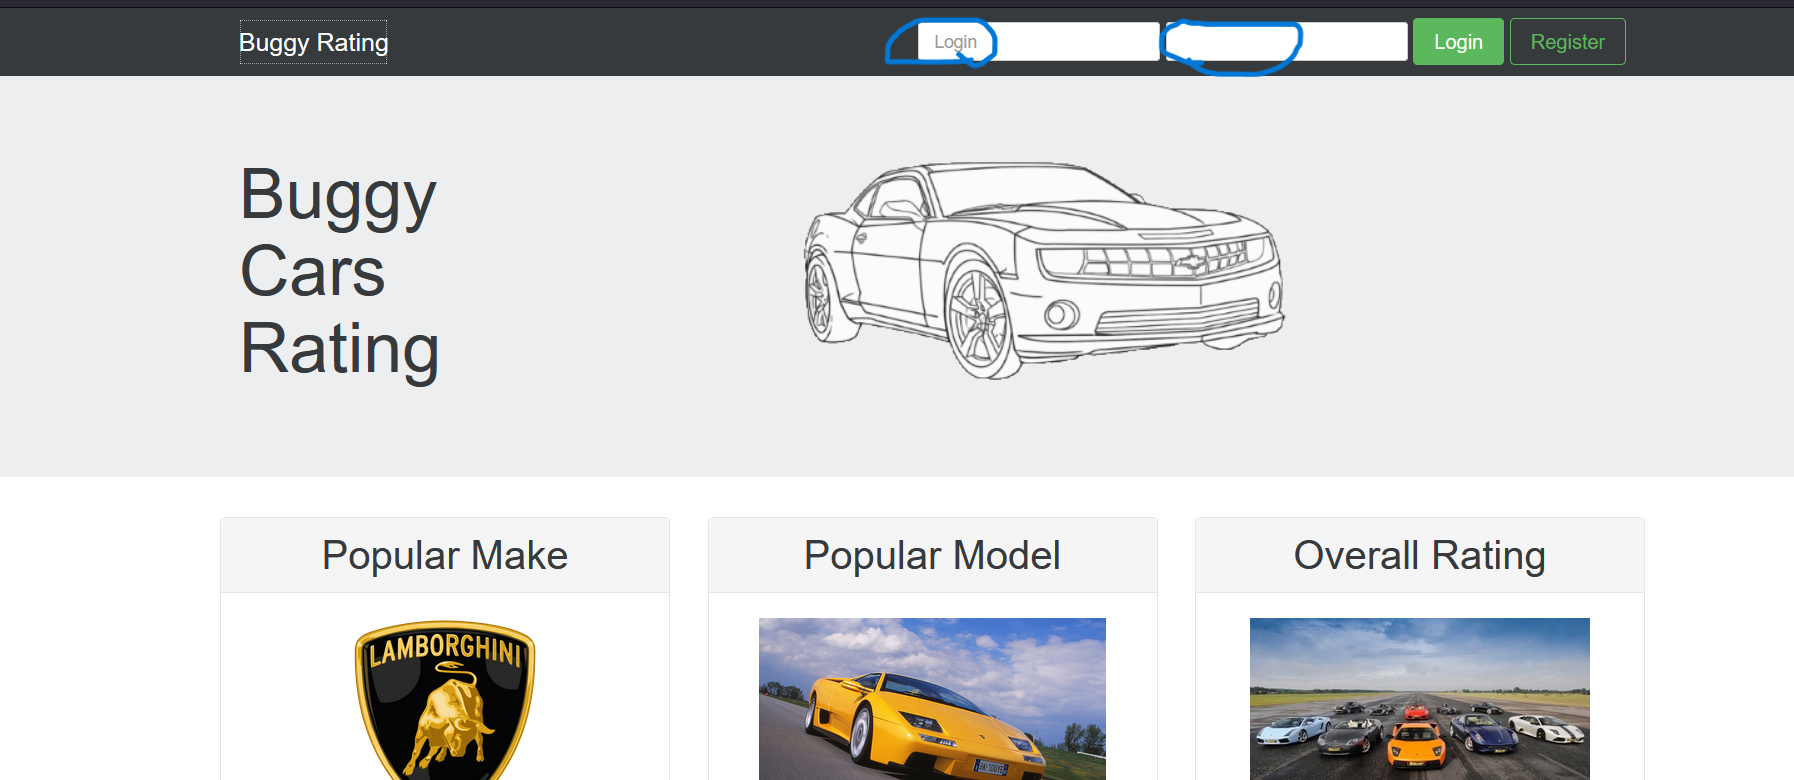 Buggy Rating
Login
Login
Register
Buggy
Cars
Rating
Popular Make
Popular Model
Overall Rating
LAMBORGHINI